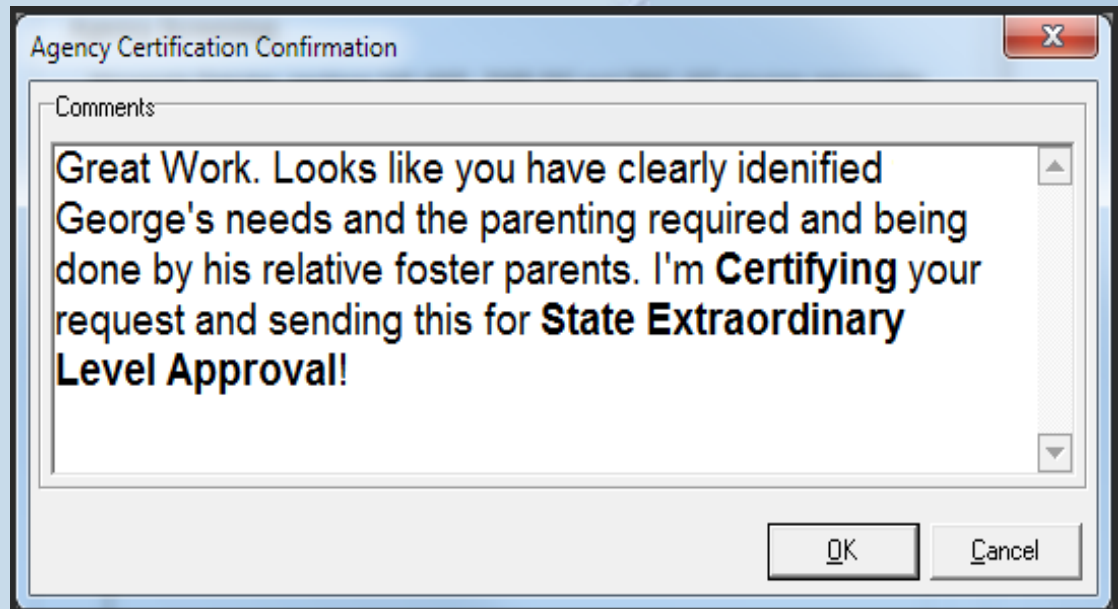 Agency Certification Confirmation
X
Comments
Great Work. Looks like you have clearly idenified
George's needs and the parenting required and being
done by his relative foster parents. I'm Certifying your
request and sending this for State Extraordinary
Level Approval!
OK
Cancel